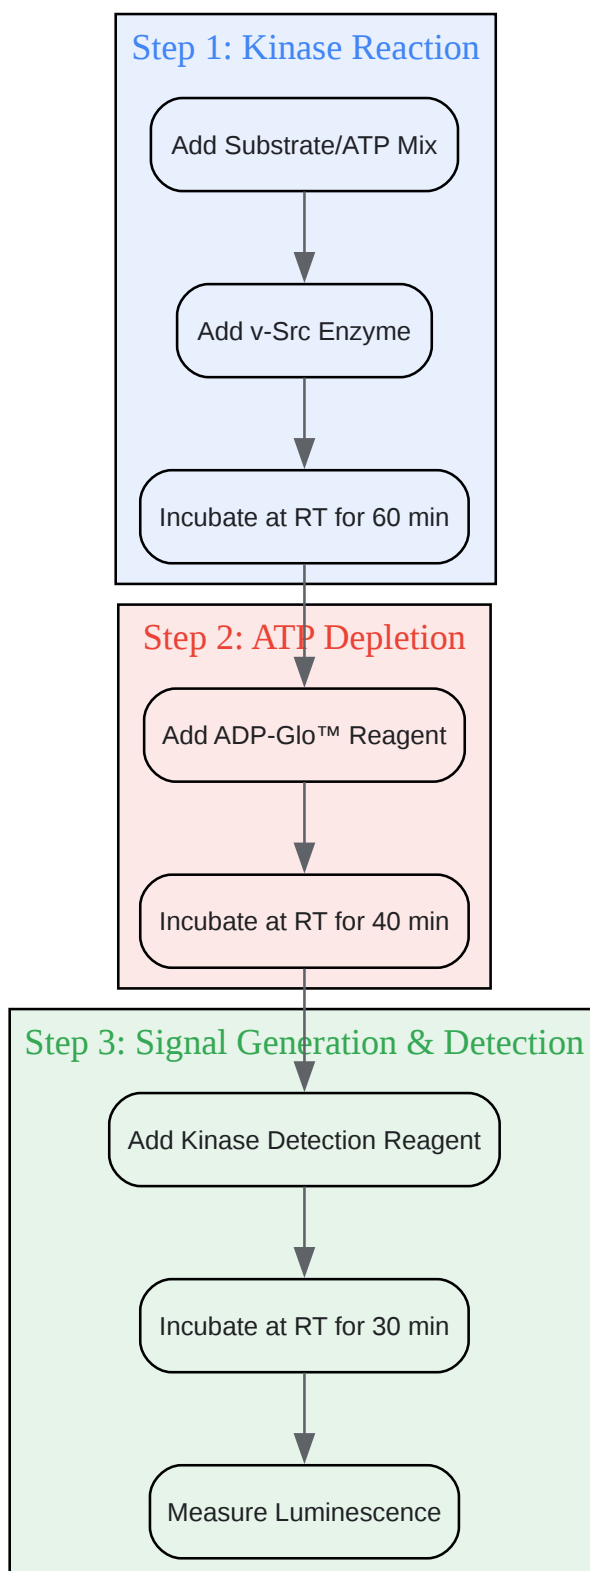 Step 1: Kinase Reaction
Add Substrate/ATP Mix
Add v-Src Enzyme
Incubate at RT for 60 min
Step 2: ATP Depletion
Add ADP-Glo™ Reagent
Incubate at RT for 40 min
Step 3: Signal Generation & Detection
Add Kinase Detection Reagent
Incubate at RT for 30 min
Measure Luminescence